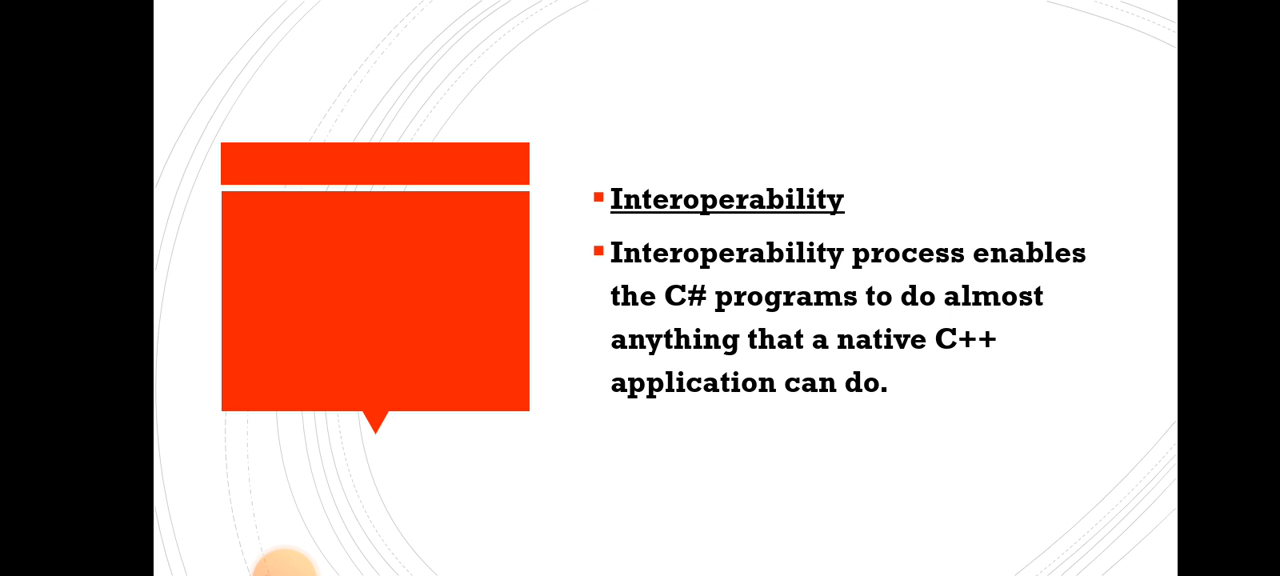 Interoperability
Interoperability process enables
the C# programs to do almost
anything that a native C++
application can do.